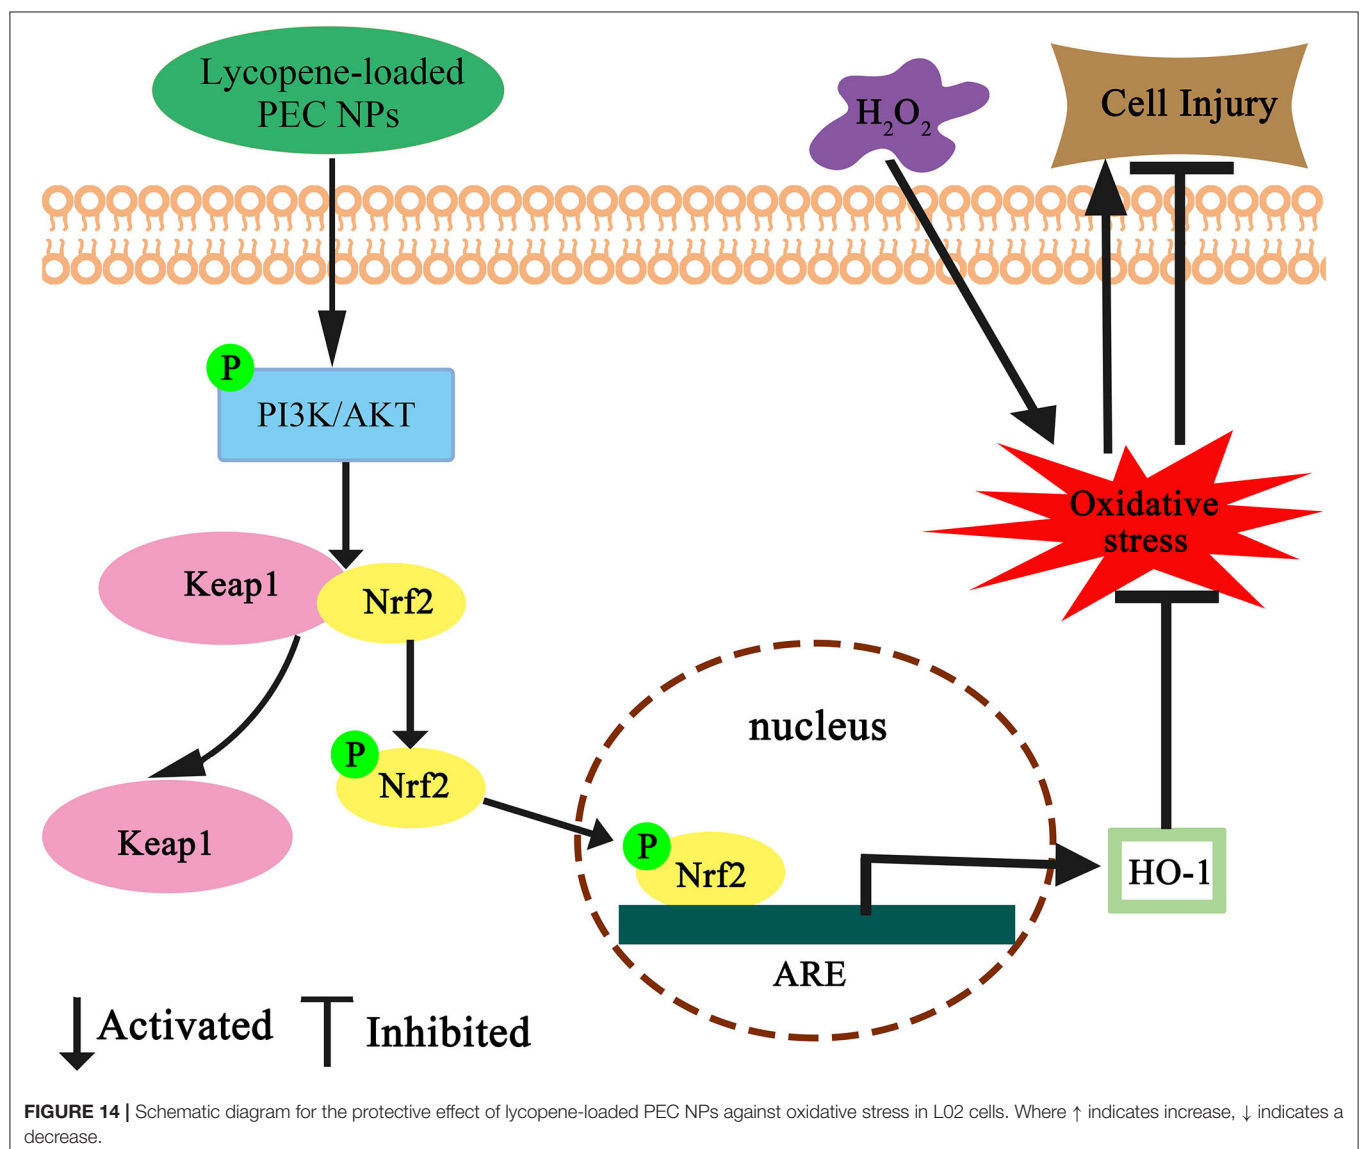 Lycopene-loaded
PEC NPs
H₂O₂
Cell Injury
P
PI3K/AKT
Oxidative
stress
Keap1
Nrf2
nucleus
P
Nrf2
Keap1
P
Nrf2
HO-1
ARE
Activated
Inhibited
FIGURE 14 | Schematic diagram for the protective effect of lycopene-loaded PEC NPs against oxidative stress in L02 cells. Where ↑ indicates increase, ↓ indicates a
decrease.